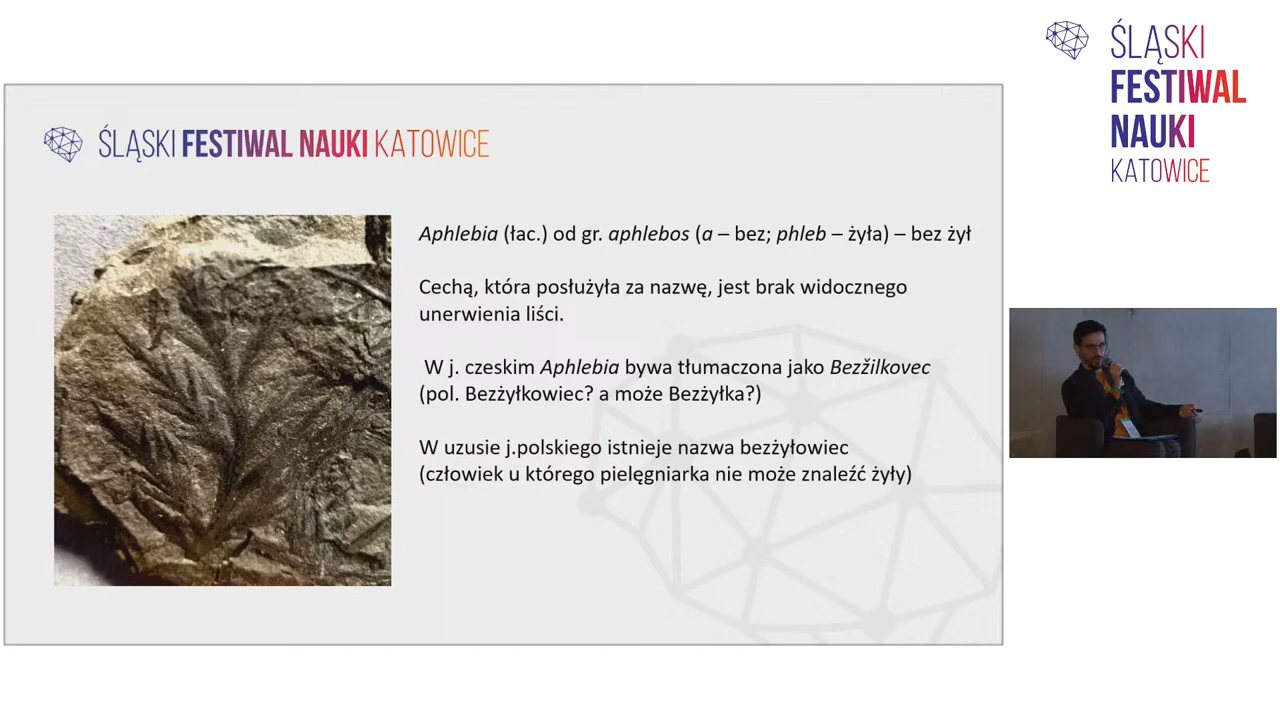 ŚLĄSKI FESTIWAL NAUKI KATOWICE
Aphlebia (łac.) od gr. aphlebos (a – bez; phleb – żyła) – bez żył
Cechą, która posłużyła za nazwę, jest brak widocznego
unerwienia liści.
W j. czeskim Aphlebia bywa tłumaczona jako Bezžilkovec
(pol. Bezżyłkowiec? a może Bezżyłka?)
W uzusie j.polskiego istnieje nazwa bezżyłowiec
(człowiek u którego pielęgniarka nie może znaleźć żyły)
ŚLĄSKI
FESTIWAL
NAUKI
KATOWICE